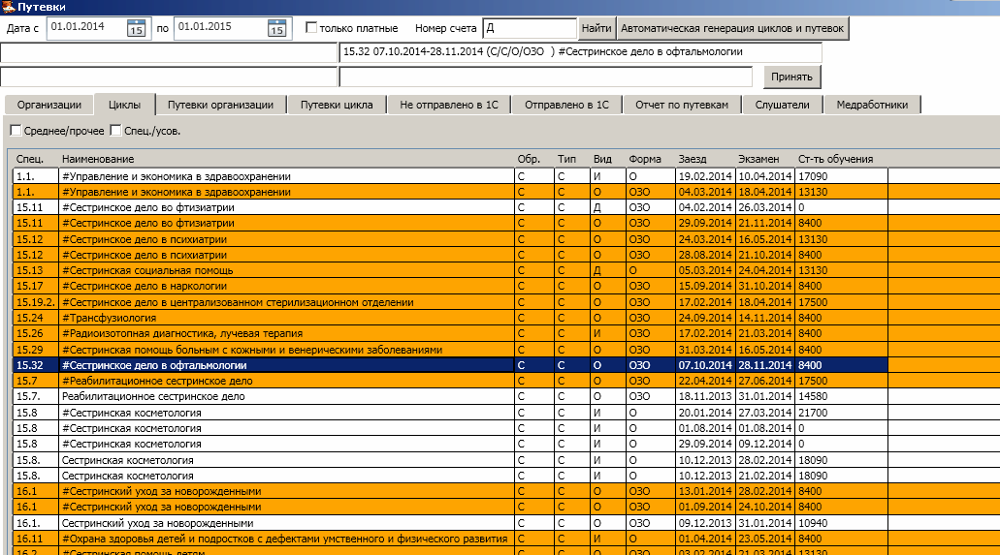 Путевки
Дата с 01.01.2014 15 по 01.01.2015 15 только платные Номер счета Д Найти Автоматическая генерация циклов и путевок
15.32 07.10.2014-28.11.2014 (С/С/О/ОЗО ) #Сестринское дело в офтальмологии
Принять
Организации Циклы Путевки организации Путевки цикла Не отправлено в 1С Отправлено в 1С Отчет по путевкам Слушатели Медработники
Среднее/прочее Спец./усов.
Спец. Наименование Обр. Тип Вид Форма Заезд Экзамен Ст-ть обучения
1.1. #Управление и экономика в здравоохранении С С И О 19.02.2014 10.04.2014 17090
1.1. #Управление и экономика в здравоохранении С С О ОЗО 04.03.2014 18.04.2014 13130
15.11 #Сестринское дело во фтизиатрии С С Д ОЗО 04.02.2014 26.03.2014 0
15.11 #Сестринское дело во фтизиатрии С С О ОЗО 29.09.2014 21.11.2014 8400
15.12 #Сестринское дело в психиатрии С С О ОЗО 24.03.2014 16.05.2014 13130
15.12 #Сестринское дело в психиатрии С С О ОЗО 28.08.2014 21.10.2014 8400
15.13 #Сестринская социальная помощь С С Д О 05.03.2014 24.04.2014 13130
15.17 #Сестринское дело в наркологии С С О ОЗО 15.09.2014 31.10.2014 8400
15.19.2. #Сестринское дело в централизованном стерилизационном отделении С С О ОЗО 17.02.2014 18.04.2014 17500
15.24 #Трансфузиология С С О ОЗО 24.09.2014 14.11.2014 8400
15.26 #Радиоизотопная диагностика, лучевая терапия С С И ОЗО 17.02.2014 21.03.2014 8400
15.29 #Сестринская помощь больным с кожными и венерическими заболеваниями С С О ОЗО 31.03.2014 16.05.2014 8400
15.32 #Сестринское дело в офтальмологии С С О ОЗО 07.10.2014 28.11.2014 8400
15.7 #Реабилитационное сестринское дело С С О ОЗО 22.04.2014 27.06.2014 17500
15.7. Реабилитационное сестринское дело С С О ОЗО 18.11.2013 31.01.2014 14580
15.8 #Сестринская косметология С С И О 20.01.2014 27.03.2014 21700
15.8 #Сестринская косметология С С И О 01.08.2014 01.08.2014 0
15.8 #Сестринская косметология С С И О 29.09.2014 09.12.2014 0
15.8. Сестринская косметология С С И О 10.12.2013 28.02.2014 18090
15.8. Сестринская косметология С С И О 10.12.2013 21.02.2014 18090
16.1 #Сестринский уход за новорожденными С С О ОЗО 13.01.2014 28.02.2014 8400
16.1 #Сестринский уход за новорожденными С С О ОЗО 01.09.2014 24.10.2014 8400
16.1. Сестринский уход за новорожденными С С О ОЗО 09.12.2013 31.01.2014 10940
16.11 #Охрана здоровья детей и подростков с дефектами умственного и физического развития С С И О 01.04.2014 23.05.2014 8400
16.2 #Сестринская помощь детям С С О ОЗО 03.02.2014 21.03.2014 13130